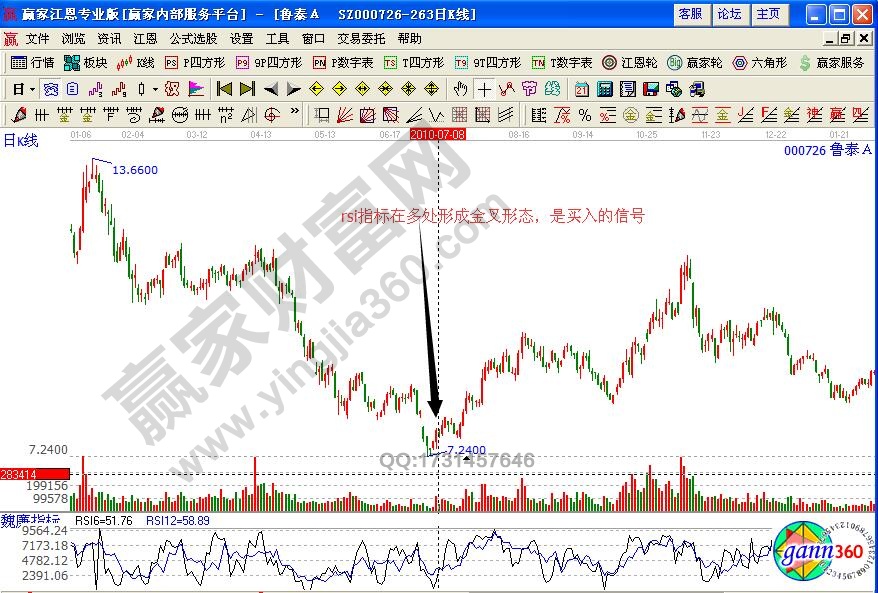 赢家江恩专业版[赢家内部服务平台] - [鲁泰A SZ000726-263日K线]
客服 论坛 主页
文件 浏览 资讯 江恩 公式选股 设置 工具 窗口 交易委托 帮助
行情 板块 K线 P四方形 9P四方形 P数字表 T四方形 9T四方形 T数字表 江恩轮 赢家轮 六角形 赢家服务
日
日K线 01-06 02-04 03-12 04-13 05-13 06-17 2010-07-08 08-16 09-14 10-25 11-23 12-22 01-21
000726 鲁泰A
13.6600
rsi指标在多处形成金叉形态，是买入的信号
赢家财富网
www.yingjia360.com
7.2400
7.2400
QQ:1731457646
283414
199156
99578
魏廉指标 RSI6=51.76 RSI12=58.89
9564.24
7173.18
4782.12
2391.06
gann360